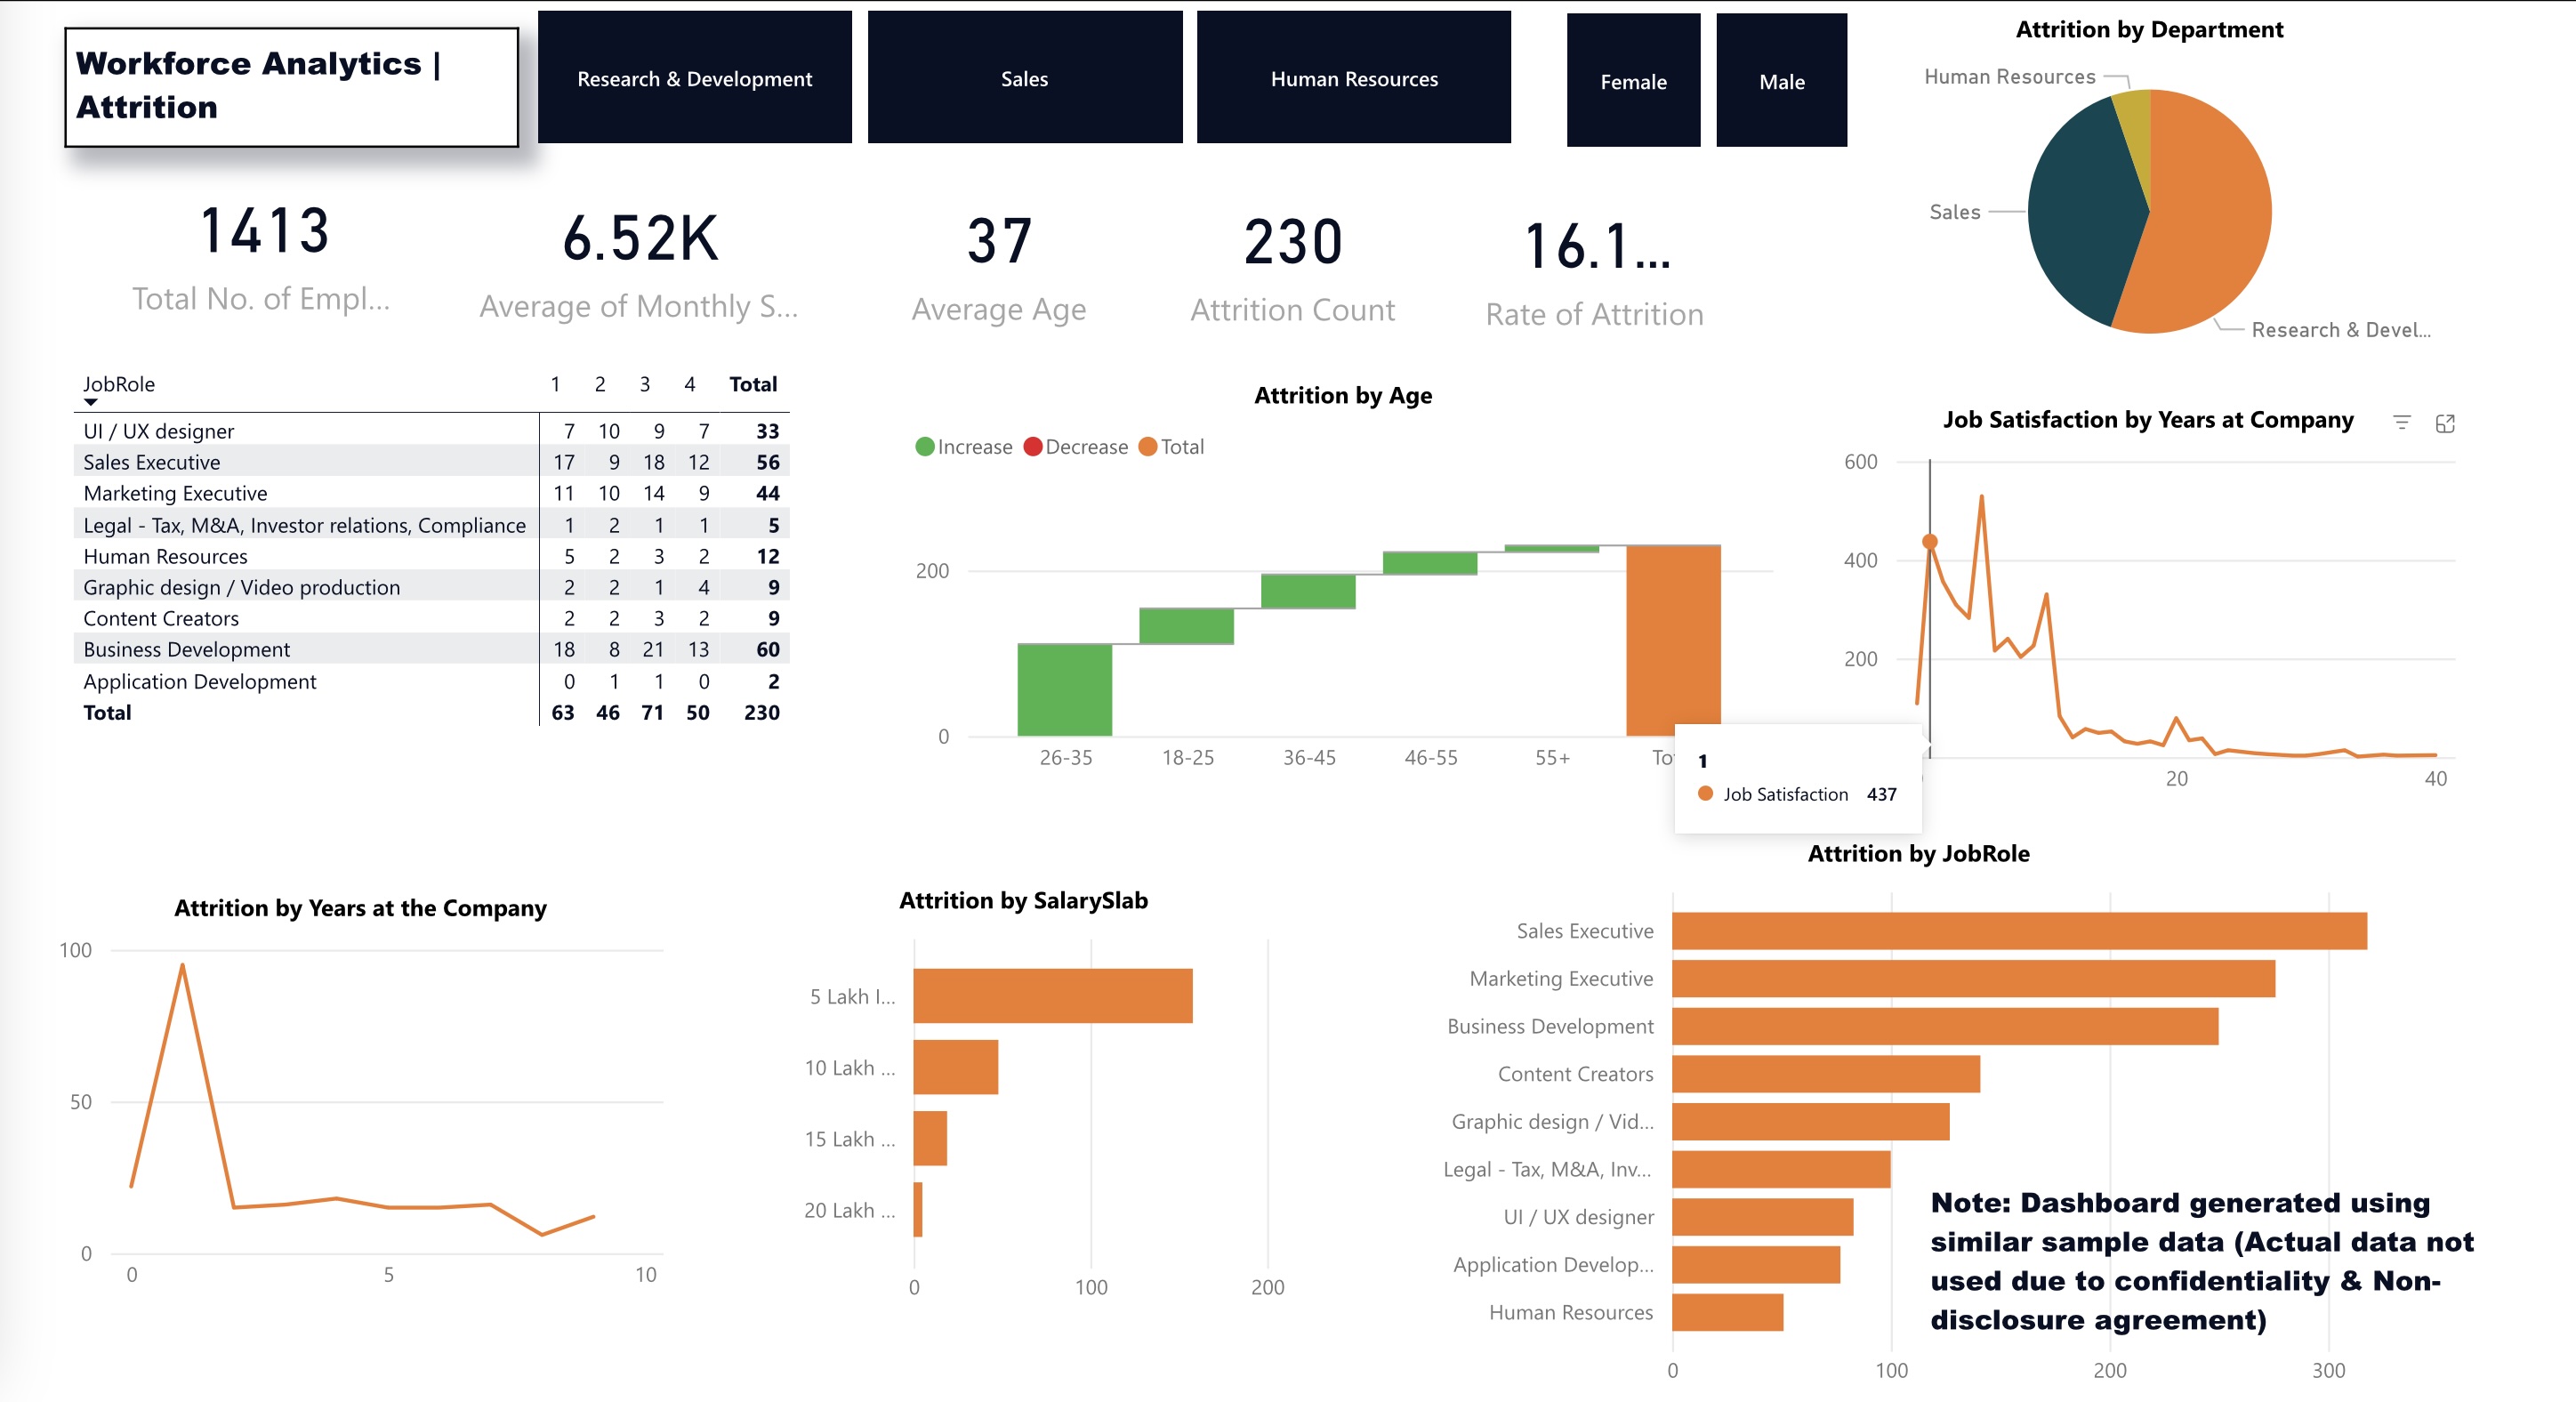 Workforce Analytics |
Attrition
Research & Development
Sales
Human Resources
Female
Male
1413
Total No. of Empl...
6.52K
Average of Monthly S...
37
Average Age
230
Attrition Count
16.1...
Rate of Attrition
Attrition by Department
Human Resources
Sales
Research & Devel...
JobRole 1 2 3 4 Total
UI / UX designer 7 10 9 7 33
Sales Executive 17 9 18 12 56
Marketing Executive 11 10 14 9 44
Legal - Tax, M&A, Investor relations, Compliance 1 2 1 1 5
Human Resources 5 2 3 2 12
Graphic design / Video production 2 2 1 4 9
Content Creators 2 2 3 2 9
Business Development 18 8 21 13 60
Application Development 0 1 1 0 2
Total 63 46 71 50 230
Attrition by Age
Increase Decrease Total
200
0
26-35 18-25 36-45 46-55 55+
Job Satisfaction by Years at Company
600
400
200
20 40
1
Job Satisfaction 437
Attrition by Years at the Company
100
50
0
0 5 10
Attrition by SalarySlab
5 Lakh I...
10 Lakh ...
15 Lakh ...
20 Lakh ...
0 100 200
Attrition by JobRole
Sales Executive
Marketing Executive
Business Development
Content Creators
Graphic design / Vid...
Legal - Tax, M&A, Inv...
UI / UX designer
Application Develop...
Human Resources
0 100 200 300
Note: Dashboard generated using
similar sample data (Actual data not
used due to confidentiality & Non-
disclosure agreement)